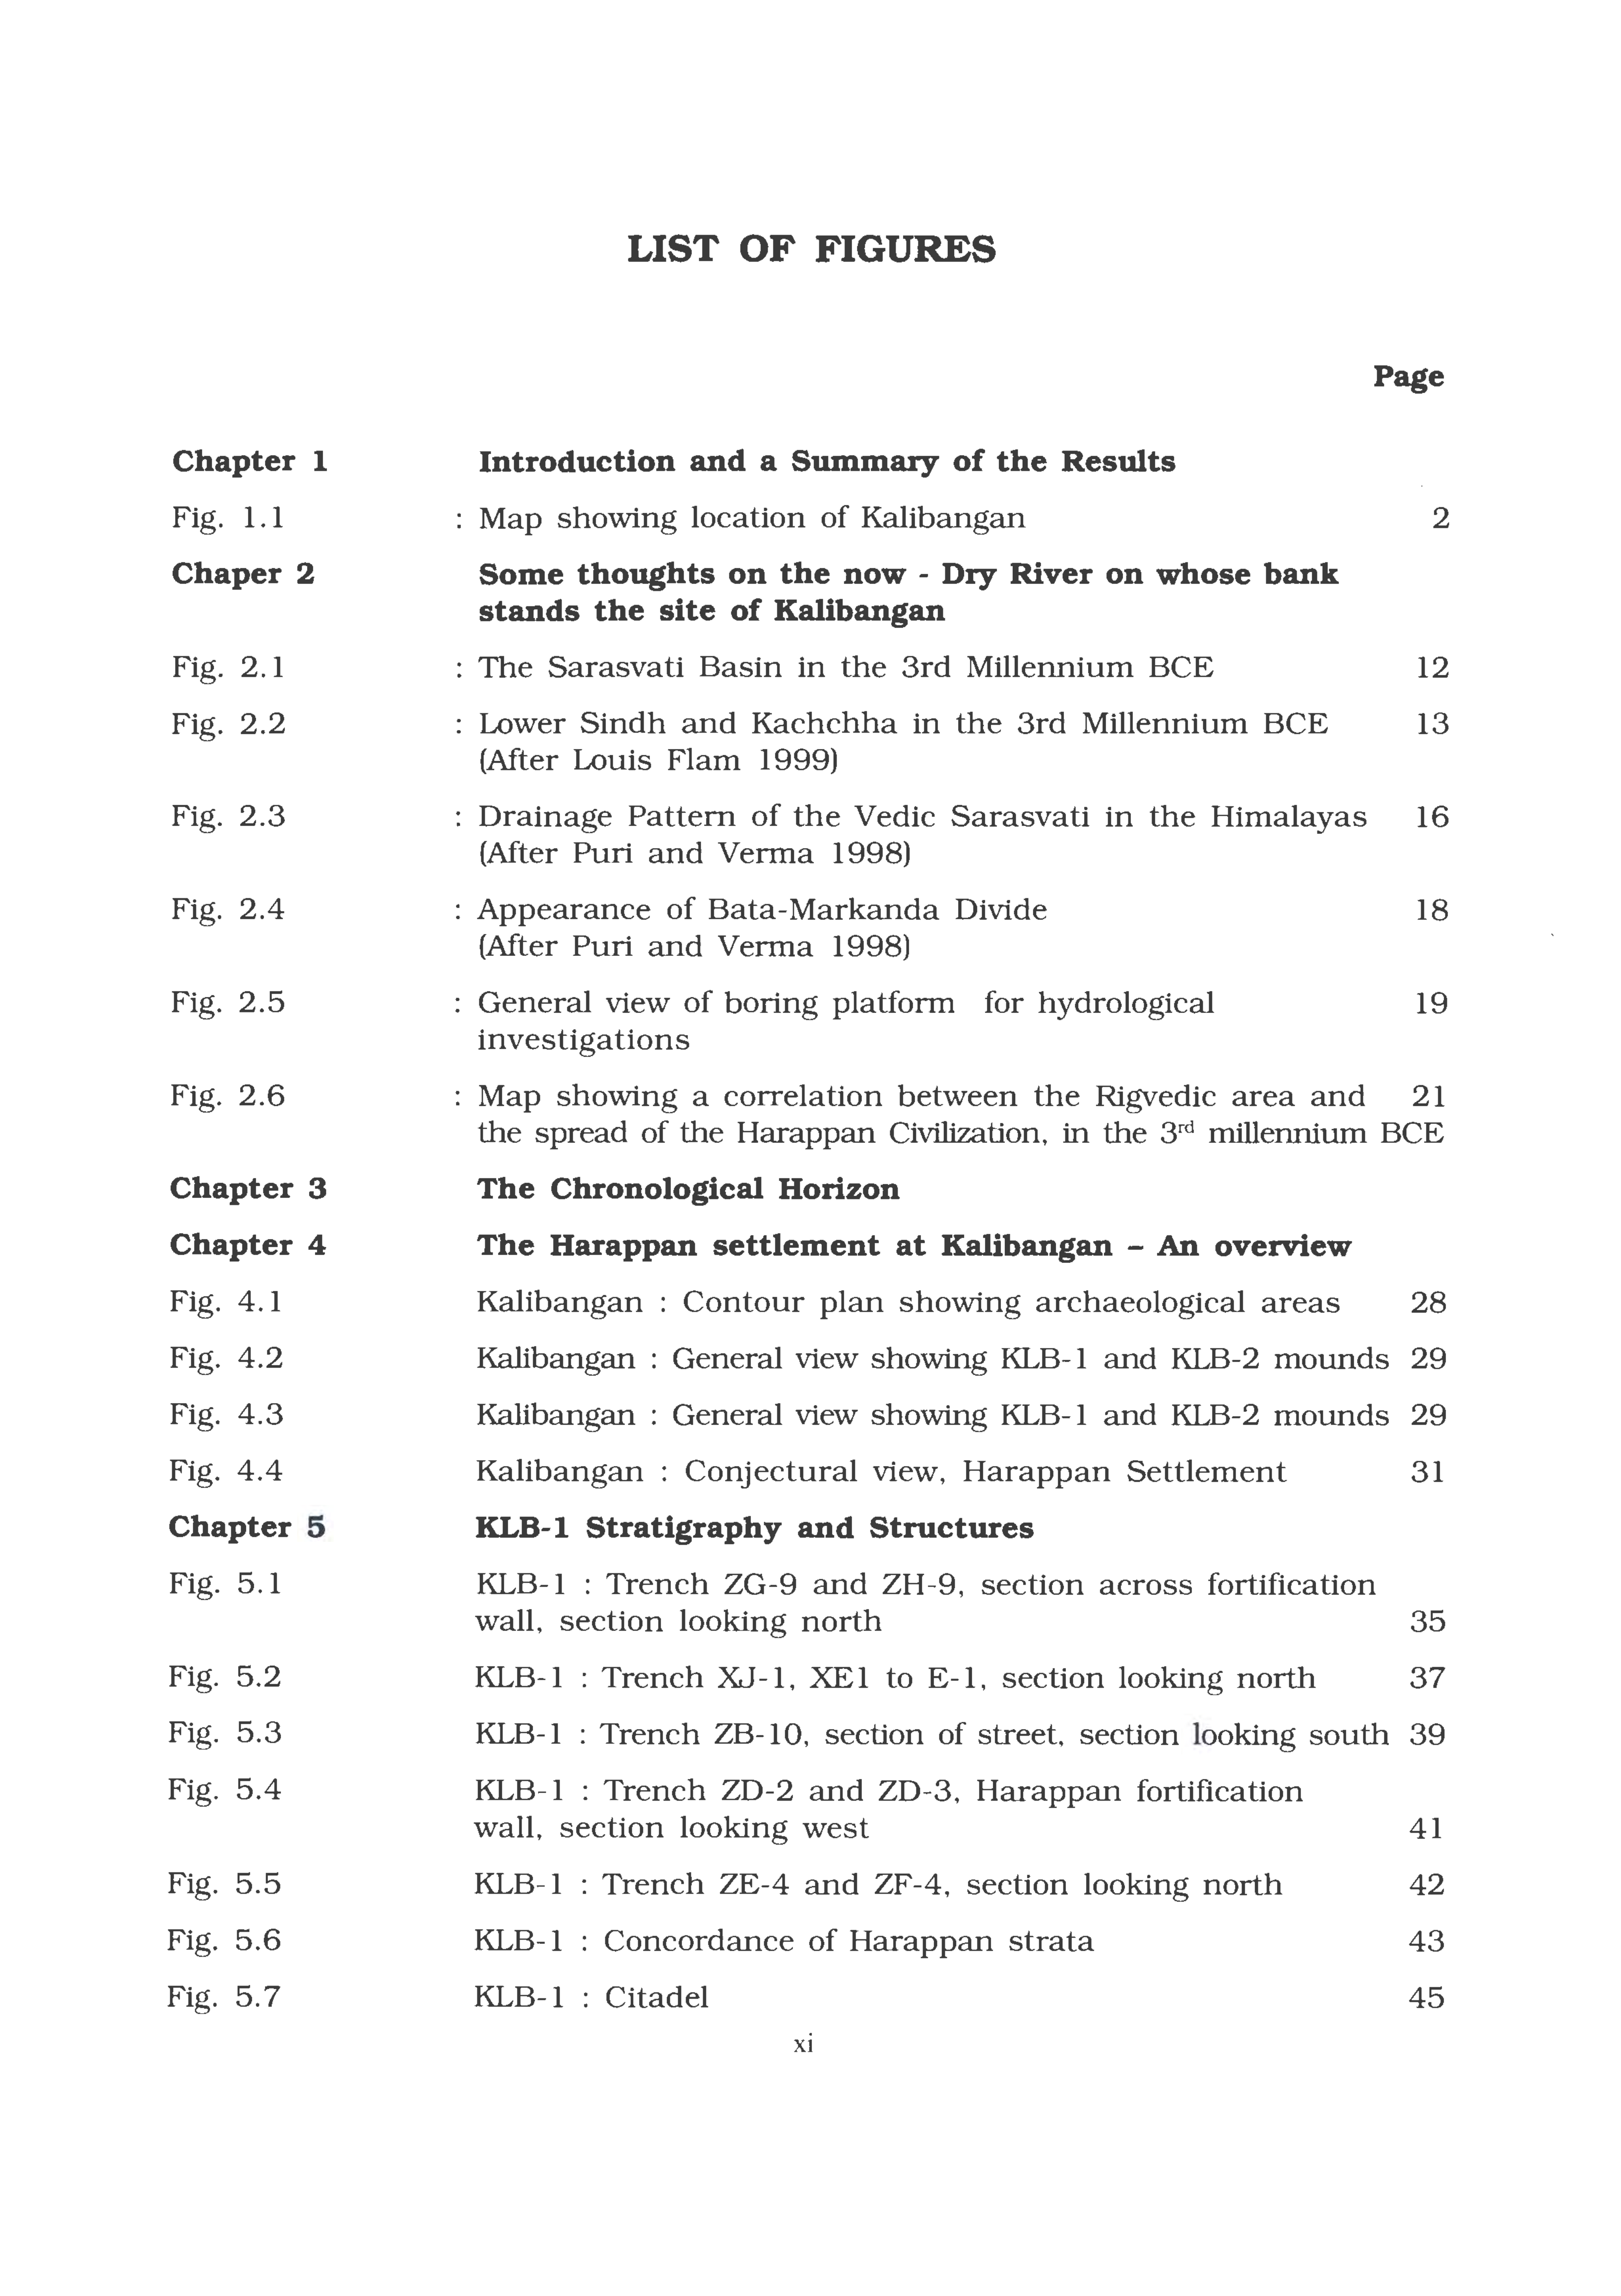 LIST OF FIGURES
Page
Chapter 1 Introduction and a Summary of the Results
Fig. 1.1 : Map showing location of Kalibangan 2
Chaper 2 Some thoughts on the now - Dry River on whose bank
stands the site of Kalibangan
Fig. 2.1 : The Sarasvati Basin in the 3rd Millennium BCE 12
Fig. 2.2 : Lower Sindh and Kachchha in the 3rd Millennium BCE 13
(After Louis Flam 1999)
Fig. 2.3 : Drainage Pattern of the Vedic Sarasvati in the Himalayas 16
(After Puri and Verma 1998)
Fig. 2.4 : Appearance of Bata-Markanda Divide 18
(After Puri and Verma 1998)
Fig. 2.5 : General view of boring platform for hydrological 19
investigations
Fig. 2.6 : Map showing a correlation between the Rigvedic area and 21
the spread of the Harappan Civilization, in the 3rd millennium BCE
Chapter 3 The Chronological Horizon
Chapter 4 The Harappan settlement at Kalibangan – An overview
Fig. 4.1 Kalibangan : Contour plan showing archaeological areas 28
Fig. 4.2 Kalibangan : General view showing KLB-1 and KLB-2 mounds 29
Fig. 4.3 Kalibangan : General view showing KLB-1 and KLB-2 mounds 29
Fig. 4.4 Kalibangan : Conjectural view, Harappan Settlement 31
Chapter 5 KLB-1 Stratigraphy and Structures
Fig. 5.1 KLB-1 : Trench ZG-9 and ZH-9, section across fortification
wall, section looking north 35
Fig. 5.2 KLB-1 : Trench XJ-1, XE1 to E-1, section looking north 37
Fig. 5.3 KLB-1 : Trench ZB-10, section of street, section looking south 39
Fig. 5.4 KLB-1 : Trench ZD-2 and ZD-3, Harappan fortification
wall, section looking west 41
Fig. 5.5 KLB-1 : Trench ZE-4 and ZF-4, section looking north 42
Fig. 5.6 KLB-1 : Concordance of Harappan strata 43
Fig. 5.7 KLB-1 : Citadel 45
xi